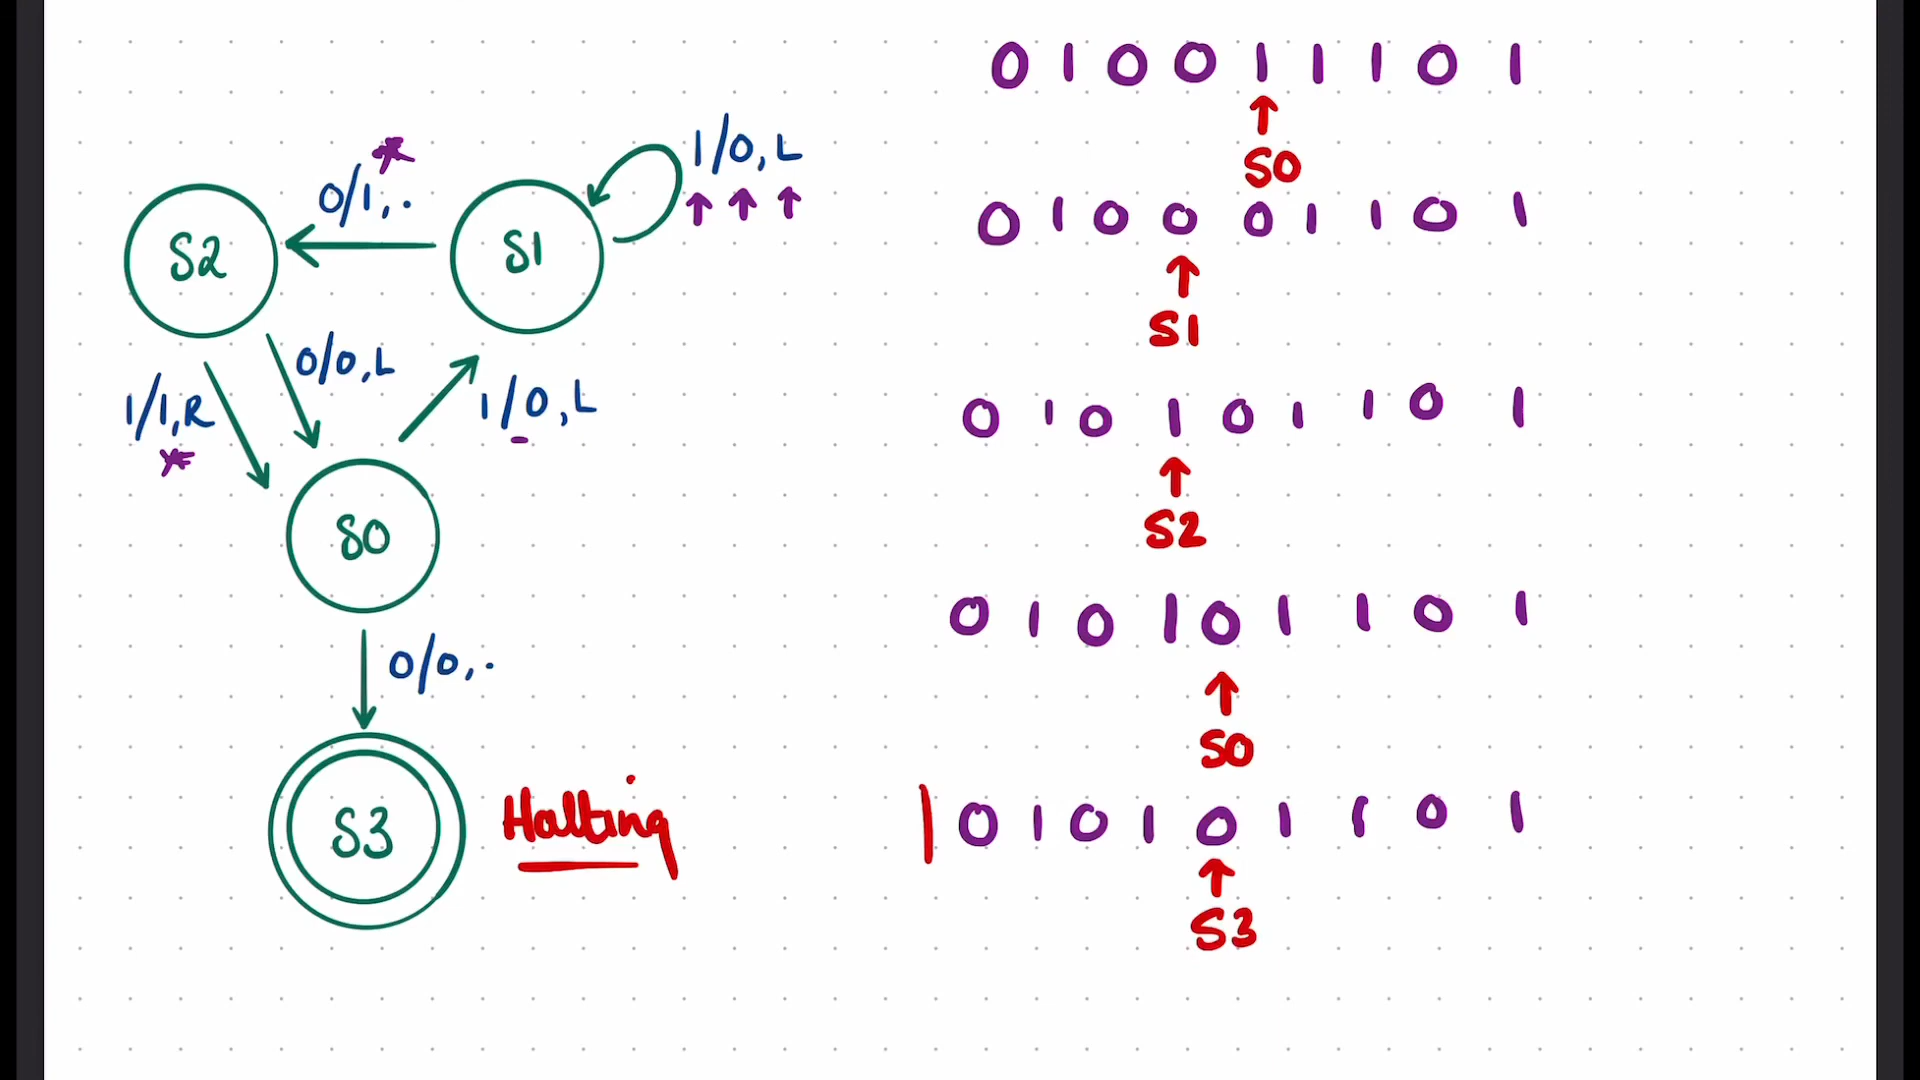 0 1 0 0 1 1 1 0 1
S0
0 1 0 0 0 1 1 0 1
S1
0 1 0 1 0 1 1 0 1
S2
0 1 0 1 0 1 1 0 1
S0
0 1 0 1 0 1 1 0 1
S3
1/0, L
0/1, .
S2
S1
0/0, L
1/1, R
1/0, L
S0
0/0, .
S3
Halting